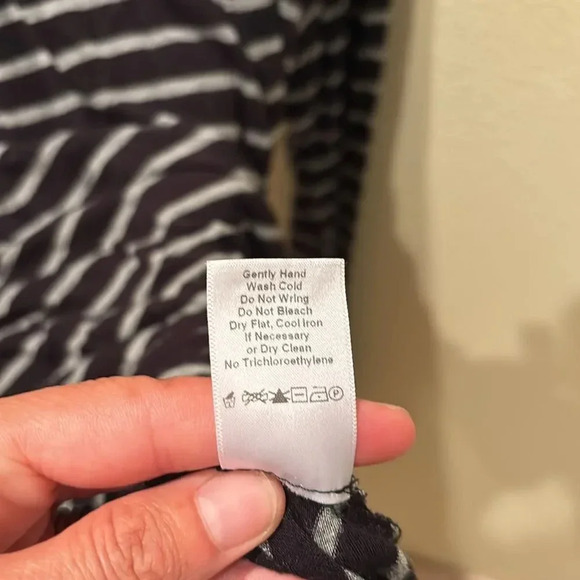 Gently Hand
Wash Cold
Do Not Wring
Do Not Bleach
Dry Flat, Cool Iron
If Necessary
or Dry Clean
No Trichloroethylene
P